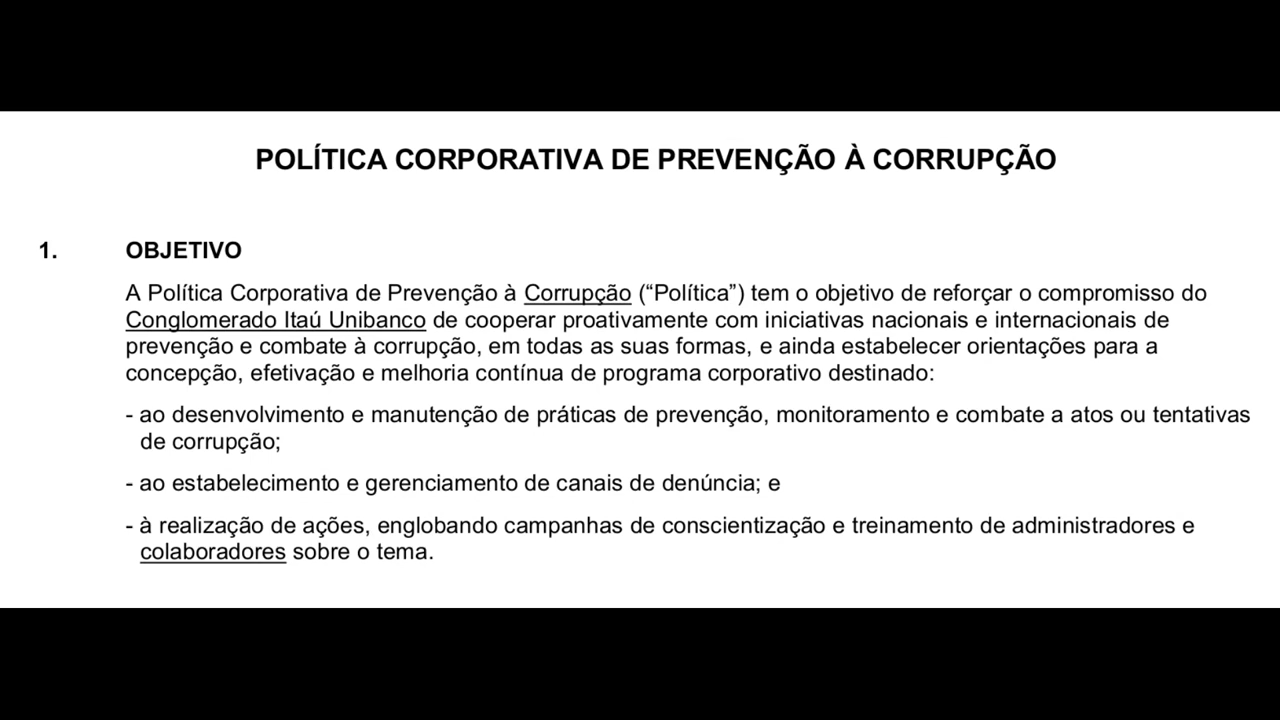 POLÍTICA CORPORATIVA DE PREVENÇÃO À CORRUPÇÃO
1. OBJETIVO
A Política Corporativa de Prevenção à Corrupção (“Política”) tem o objetivo de reforçar o compromisso do
Conglomerado Itaú Unibanco de cooperar proativamente com iniciativas nacionais e internacionais de
prevenção e combate à corrupção, em todas as suas formas, e ainda estabelecer orientações para a
concepção, efetivação e melhoria contínua de programa corporativo destinado:
- ao desenvolvimento e manutenção de práticas de prevenção, monitoramento e combate a atos ou tentativas
de corrupção;
- ao estabelecimento e gerenciamento de canais de denúncia; e
- à realização de ações, englobando campanhas de conscientização e treinamento de administradores e
colaboradores sobre o tema.